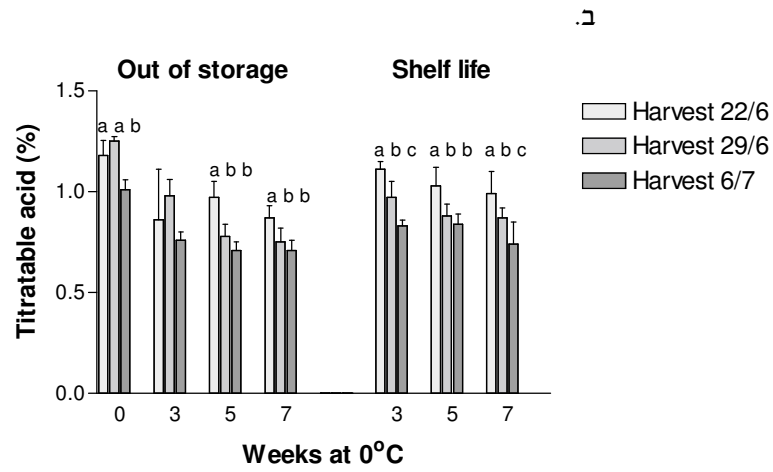 ב.
Out of storage Shelf life
1.5
1.0
0.5
0.0
Titratable acid (%)
a a b
a b b
a b b
a b c
a b b
a b c
0 3 5 7 3 5 7
Weeks at 0°C
Harvest 22/6
Harvest 29/6
Harvest 6/7